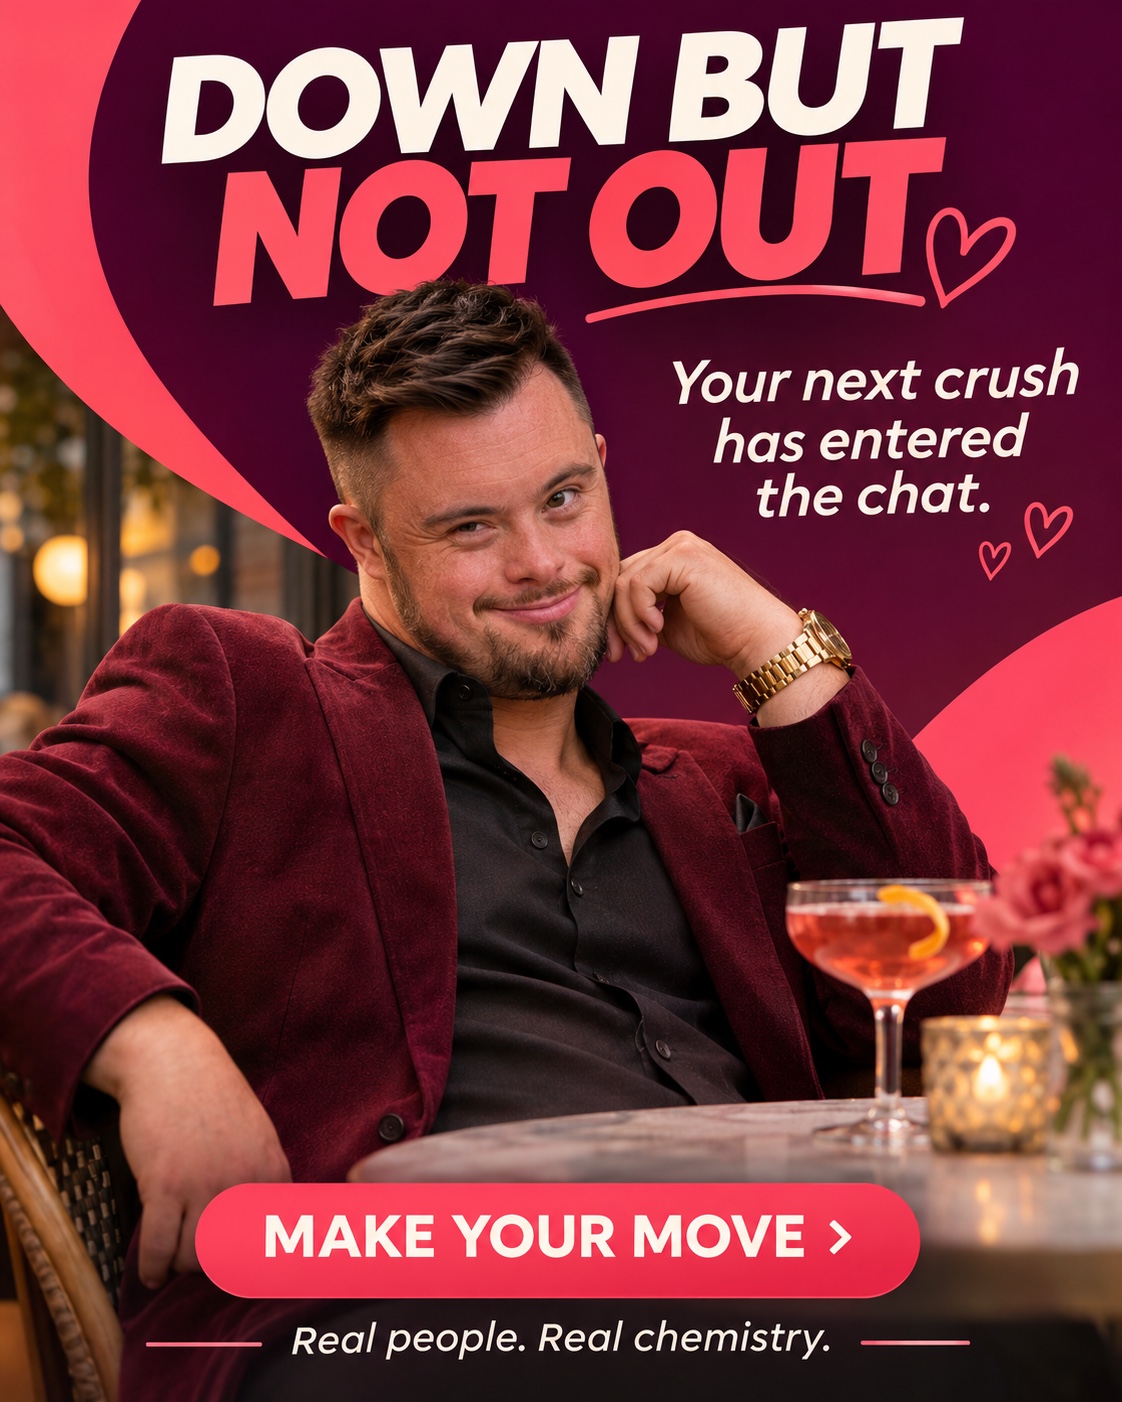 DOWN BUT
NOT OUT
Your next crush
has entered
the chat.
MAKE YOUR MOVE >
Real people. Real chemistry.